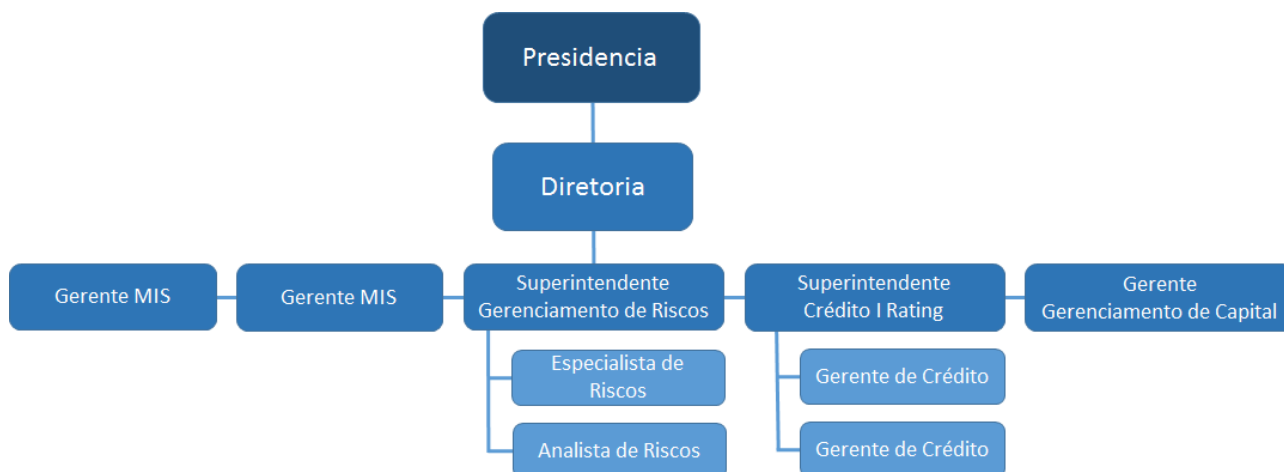 Presidencia
Diretoria
Gerente MIS
Gerente MIS
Superintendente
Gerenciamento de Riscos
Superintendente
Crédito I Rating
Gerente
Gerenciamento de Capital
Especialista de
Riscos
Gerente de Crédito
Analista de Riscos
Gerente de Crédito